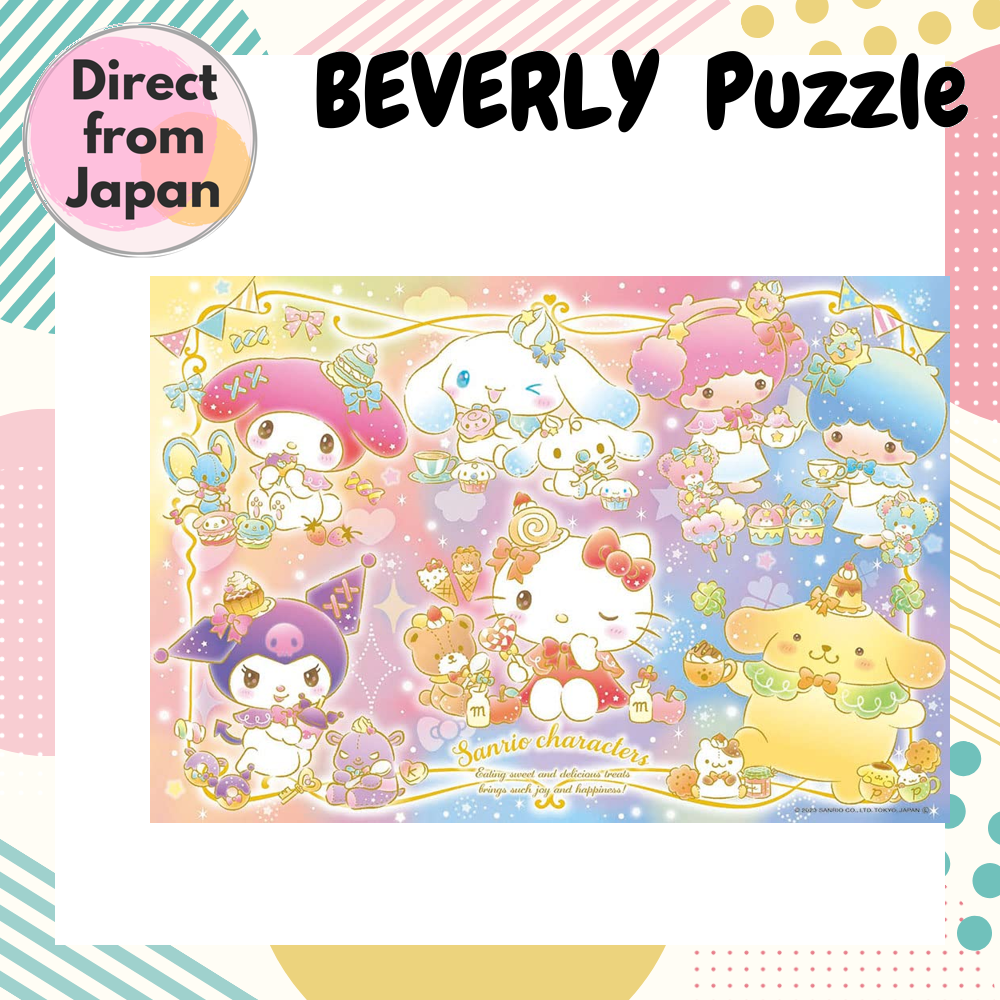 Direct
from
Japan
BEVERLY Puzzle
m
m
Sanrio characters
Eating sweet and delicious treats
brings such joy and happiness!
K
P P
© 2023 SANRIO CO., LTD. TOKYO, JAPAN Ⓛ